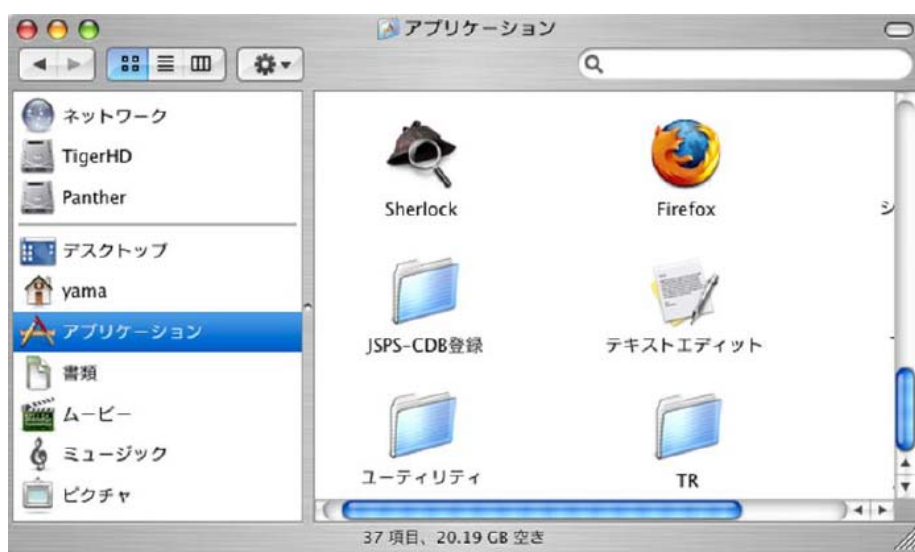 アプリケーション
ネットワーク
TigerHD
Panther
デスクトップ
yama
アプリケーション
書類
ムービー
ミュージック
ピクチャ
Sherlock
Firefox
シ
JSPS-CDB登録
テキストエディット
ユーティリティ
TR
37 項目、20.19 GB 空き